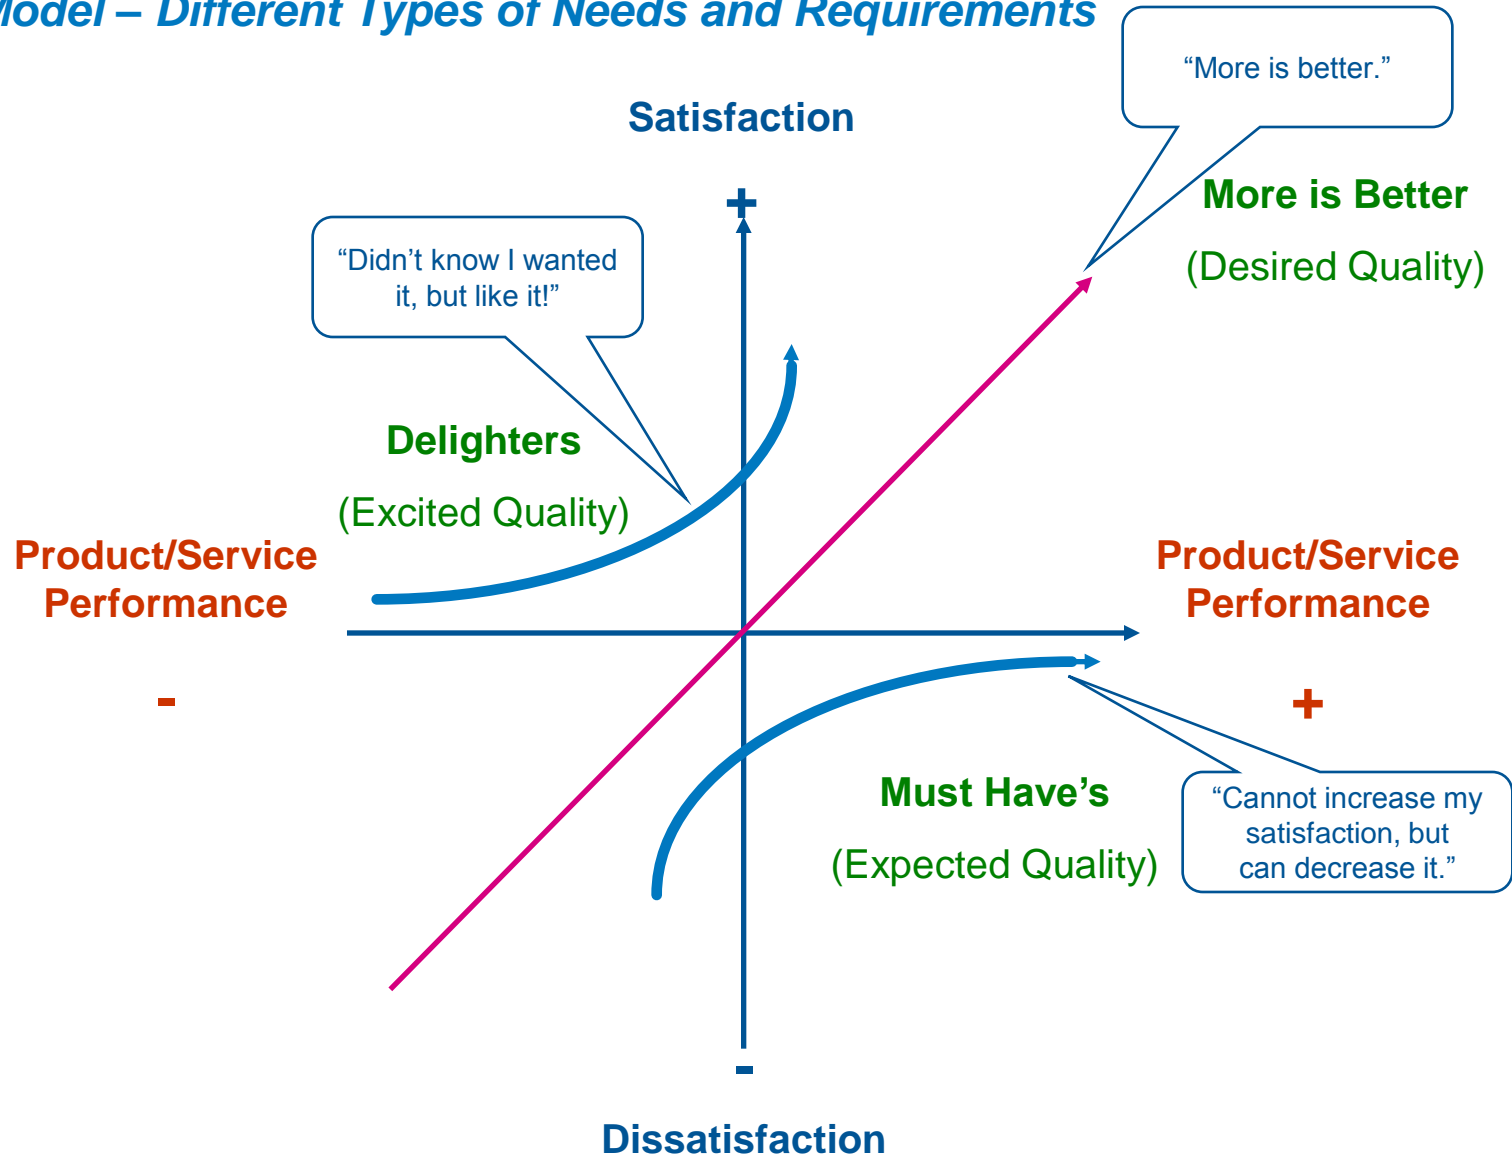 Model – Different Types of Needs and Requirements
“More is better.”
Satisfaction
+
More is Better
(Desired Quality)
“Didn’t know I wanted
it, but like it!”
Delighters
(Excited Quality)
Product/Service
Performance
-
Product/Service
Performance
+
Must Have’s
(Expected Quality)
“Cannot increase my
satisfaction, but
can decrease it.”
-
Dissatisfaction